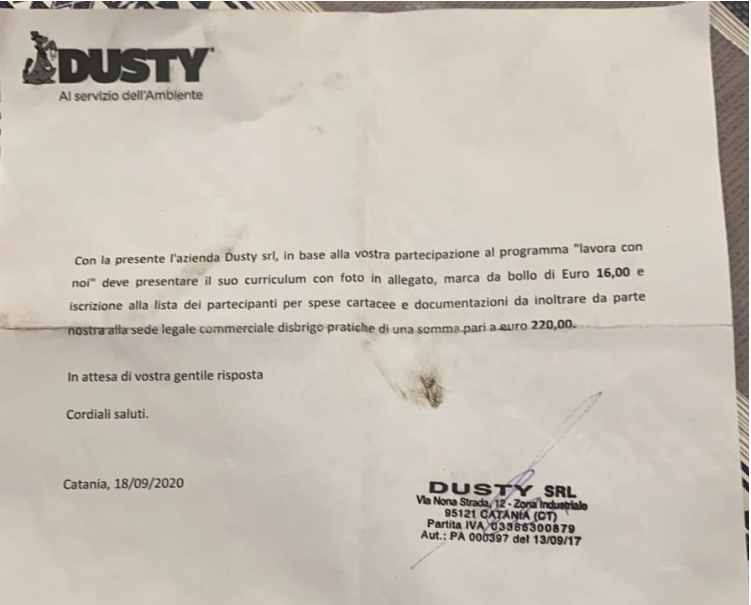 DUSTY
Al servizio dell'Ambiente
Con la presente l'azienda Dusty srl, in base alla vostra partecipazione al programma "lavora con
noi" deve presentare il suo curriculum con foto in allegato, marca da bollo di Euro 16,00 e
iscrizione alla lista dei partecipanti per spese cartacee e documentazioni da inoltrare da parte
nostra alla sede legale commerciale disbrigo pratiche di una somma pari a euro 220,00.
In attesa di vostra gentile risposta
Cordiali saluti.
Catania, 18/09/2020
DUSTY SRL
Via Nona Strada, 12 - Zona Industriale
95121 CATANIA (CT)
Partita IVA 03386300879
Aut.: PA 000397 del 13/09/17